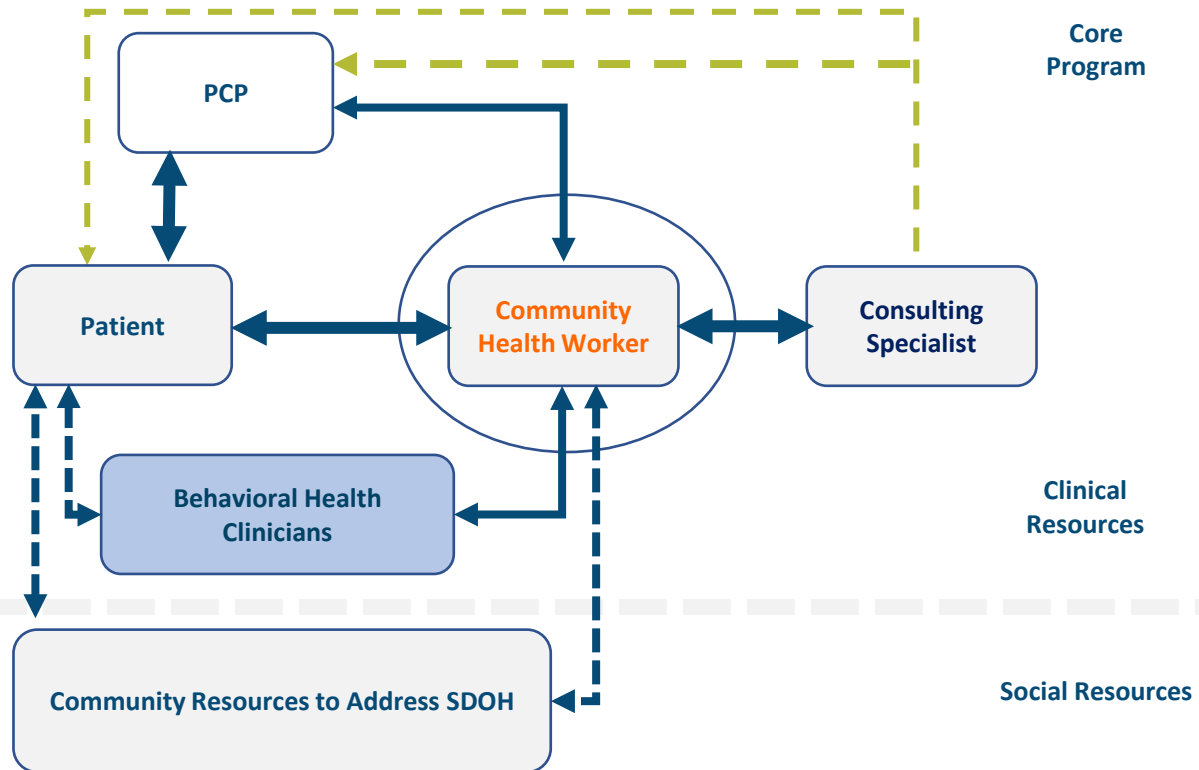 Core
Program
PCP
Patient
Community
Health Worker
Consulting
Specialist
Behavioral Health
Clinicians
Clinical
Resources
Community Resources to Address SDOH
Social Resources